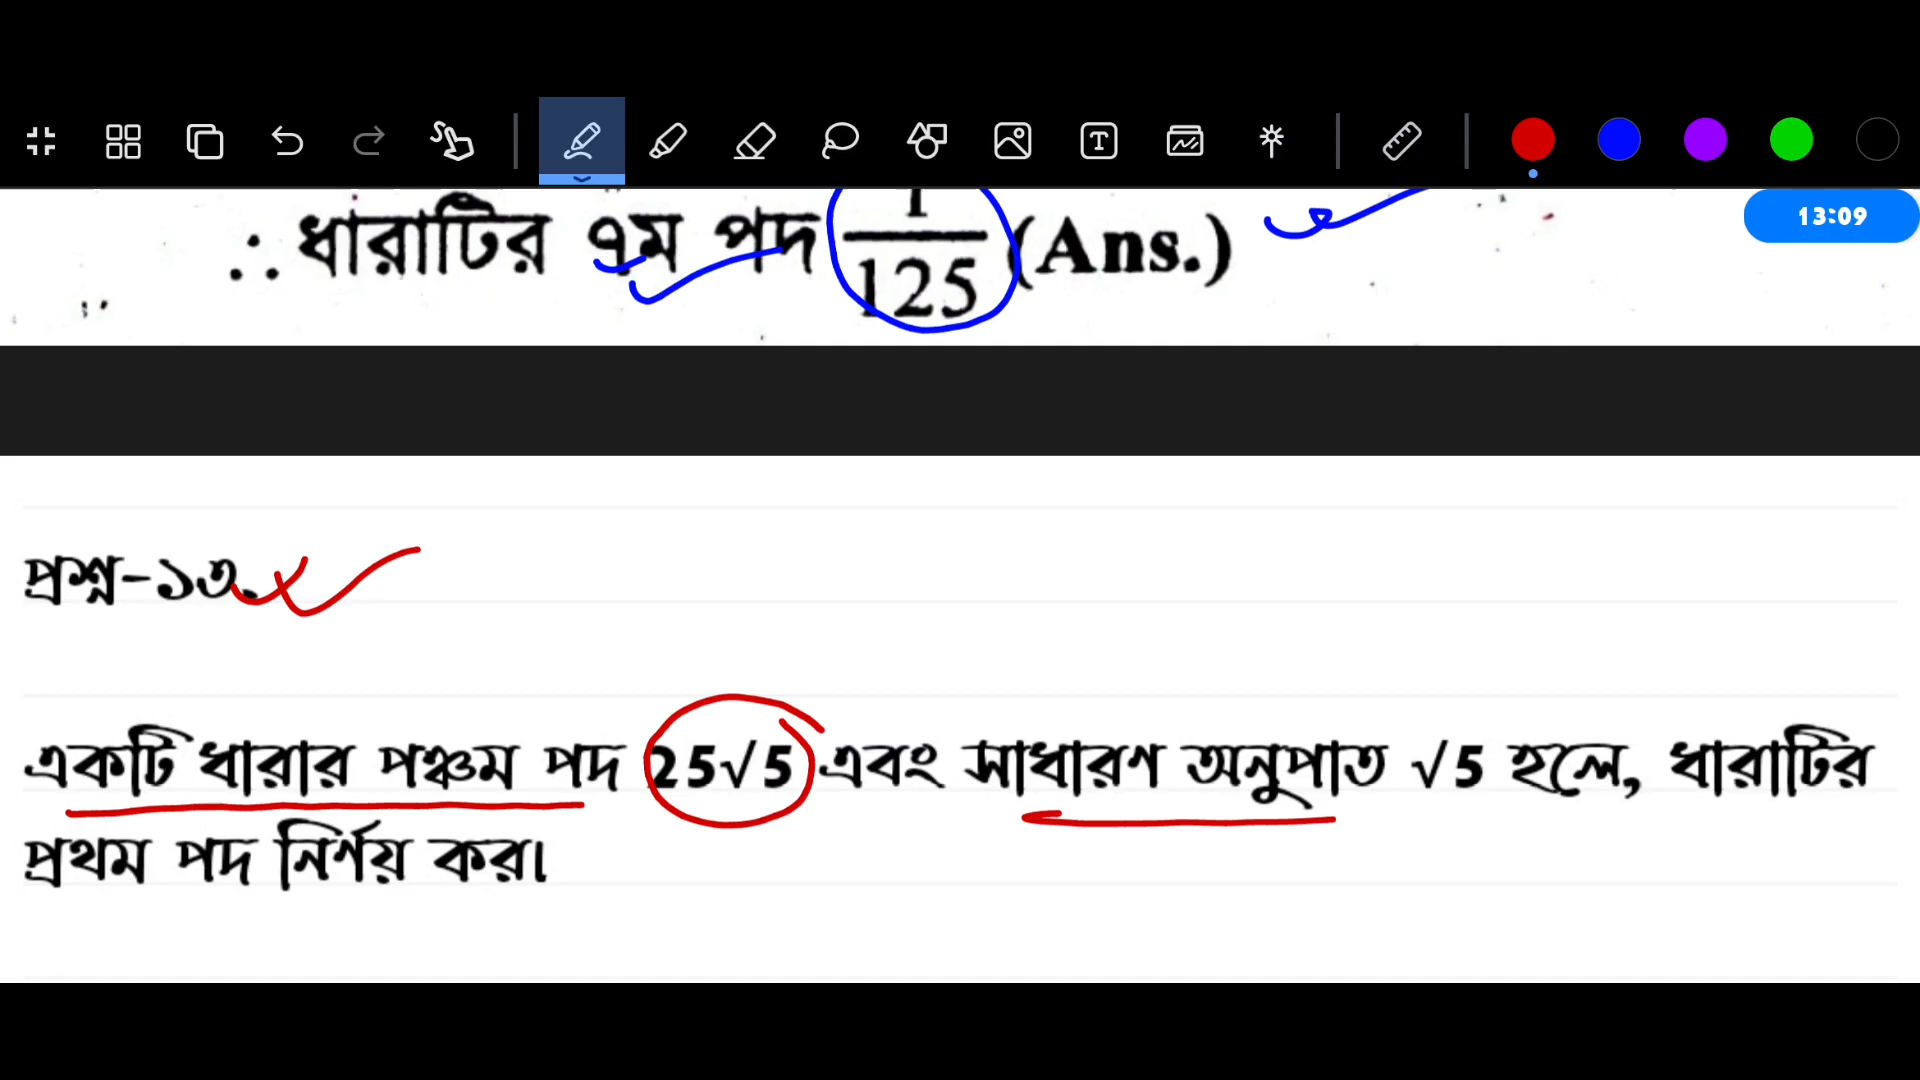 13:09
∴ ধারাটির ৭ম পদ 1/125 (Ans.)
প্রশ্ন-১৩.
একটি ধারার পঞ্চম পদ 25√5 এবং সাধারণ অনুপাত √5 হলে, ধারাটির
প্রথম পদ নির্ণয় কর।